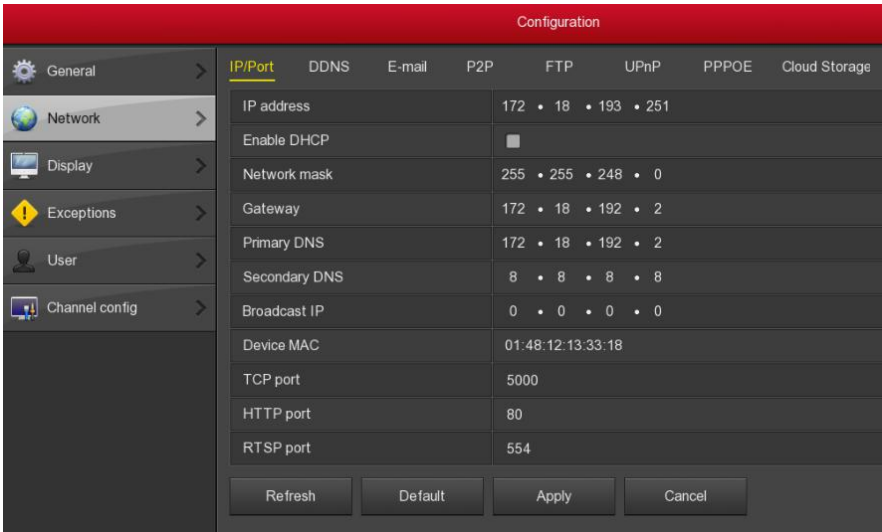 Configuration
General
Network
Display
Exceptions
User
Channel config
IP/Port DDNS E-mail P2P FTP UPnP PPPOE Cloud Storage
IP address 172 • 18 • 193 • 251
Enable DHCP
Network mask 255 • 255 • 248 • 0
Gateway 172 • 18 • 192 • 2
Primary DNS 172 • 18 • 192 • 2
Secondary DNS 8 • 8 • 8 • 8
Broadcast IP 0 • 0 • 0 • 0
Device MAC 01:48:12:13:33:18
TCP port 5000
HTTP port 80
RTSP port 554
Refresh Default Apply Cancel